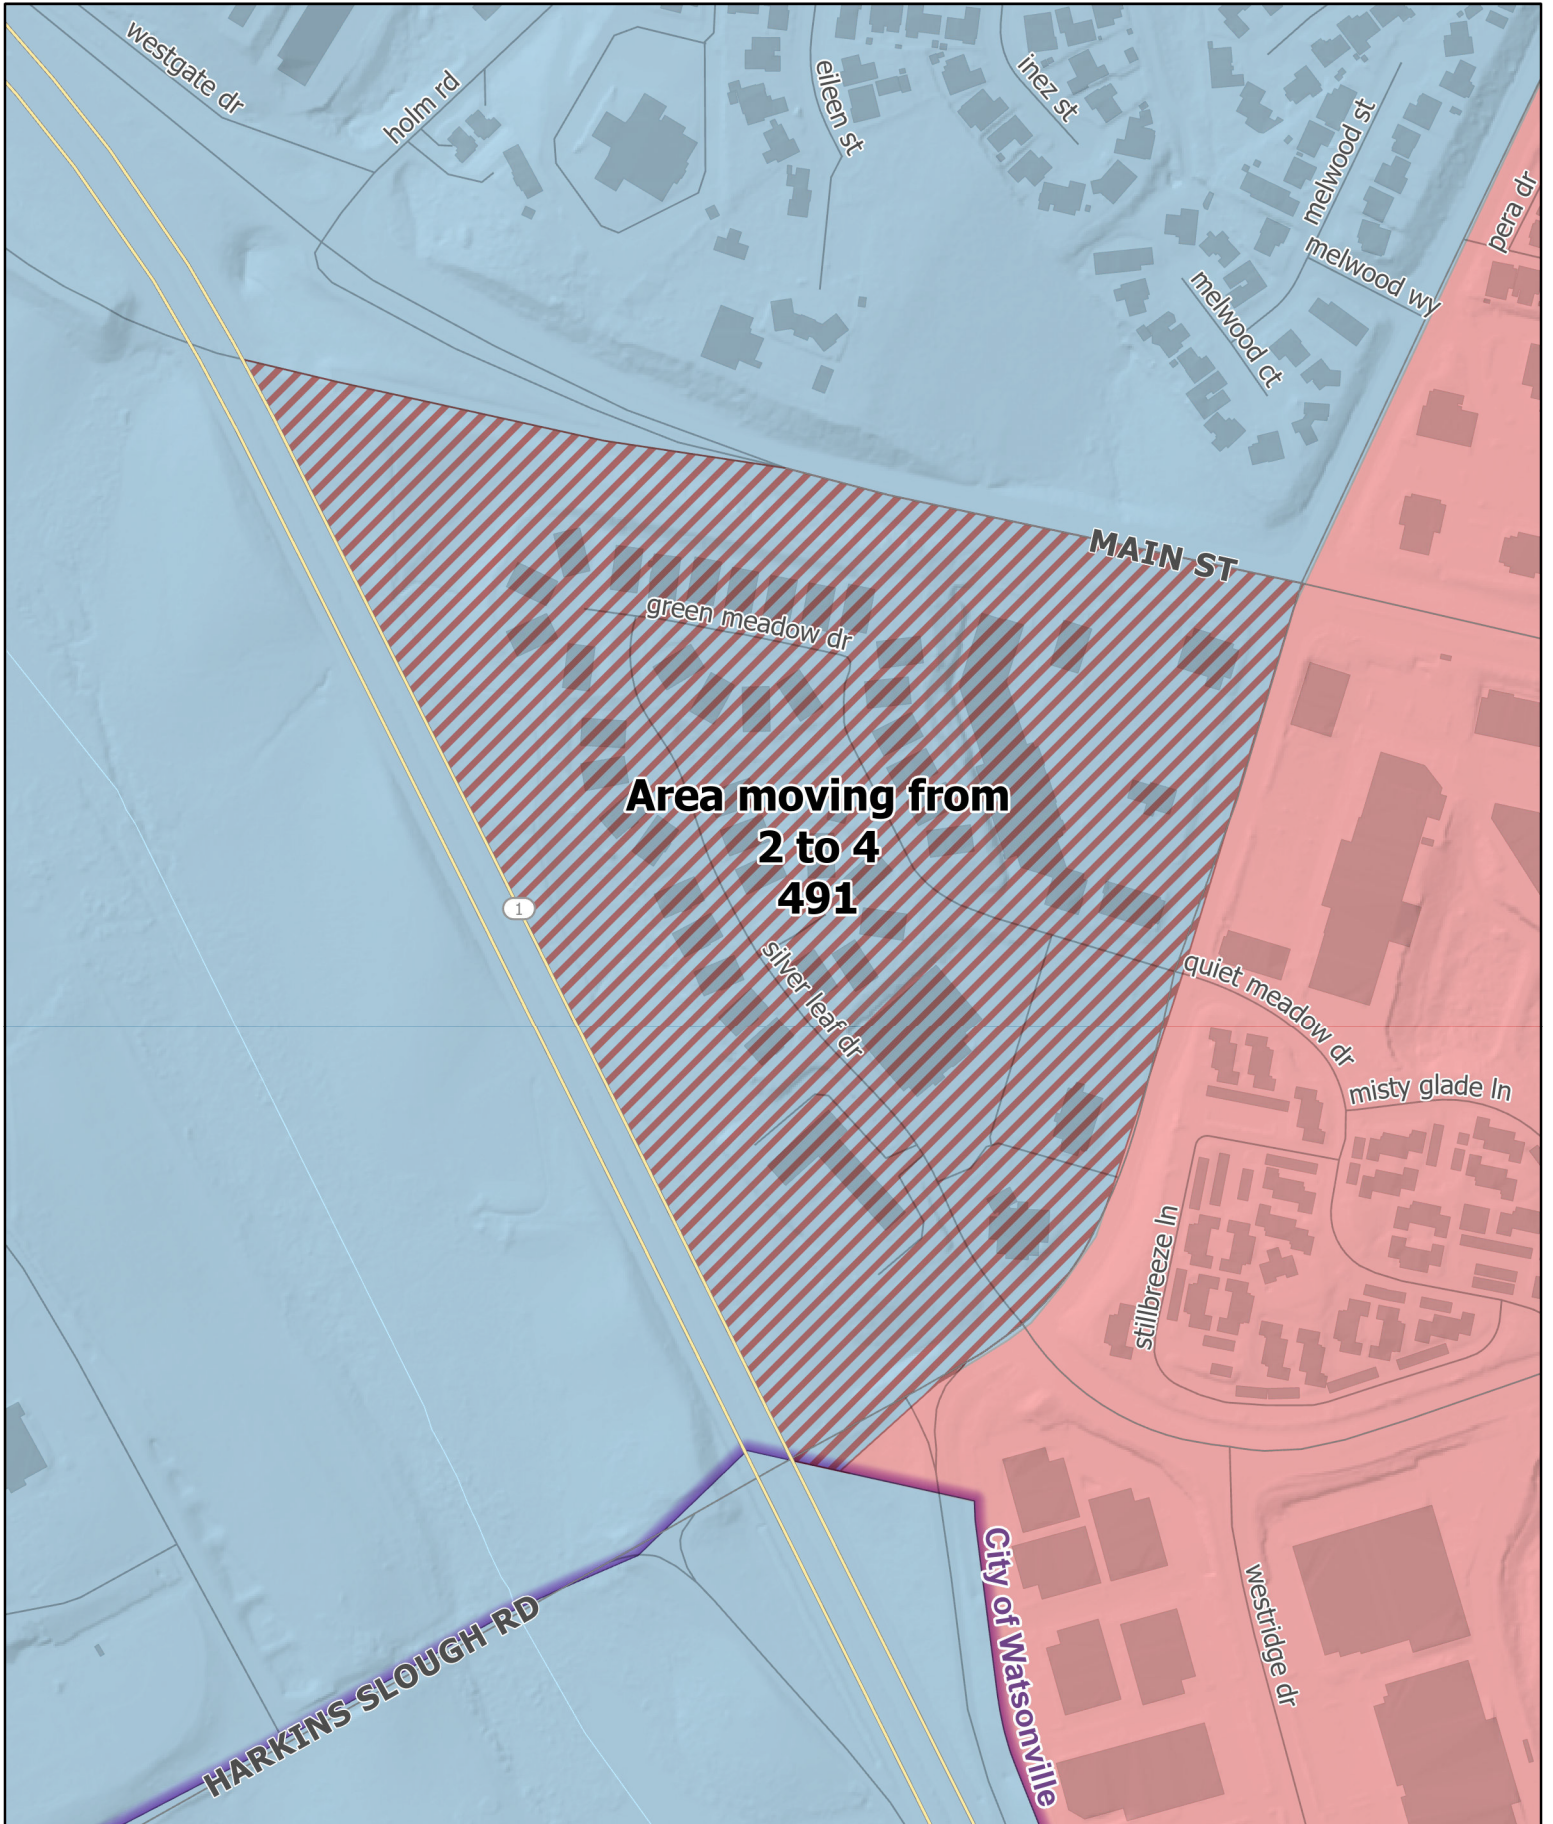 westgate dr
holm rd
eileen st
inez st
melwood st
pera dr
melwood wy
melwood ct
MAIN ST
green meadow dr
Area moving from
2 to 4
491
1
silver leaf dr
quiet meadow dr
misty glade ln
stillbreeze ln
City of Watsonville
westridge dr
HARKINS SLOUGH RD